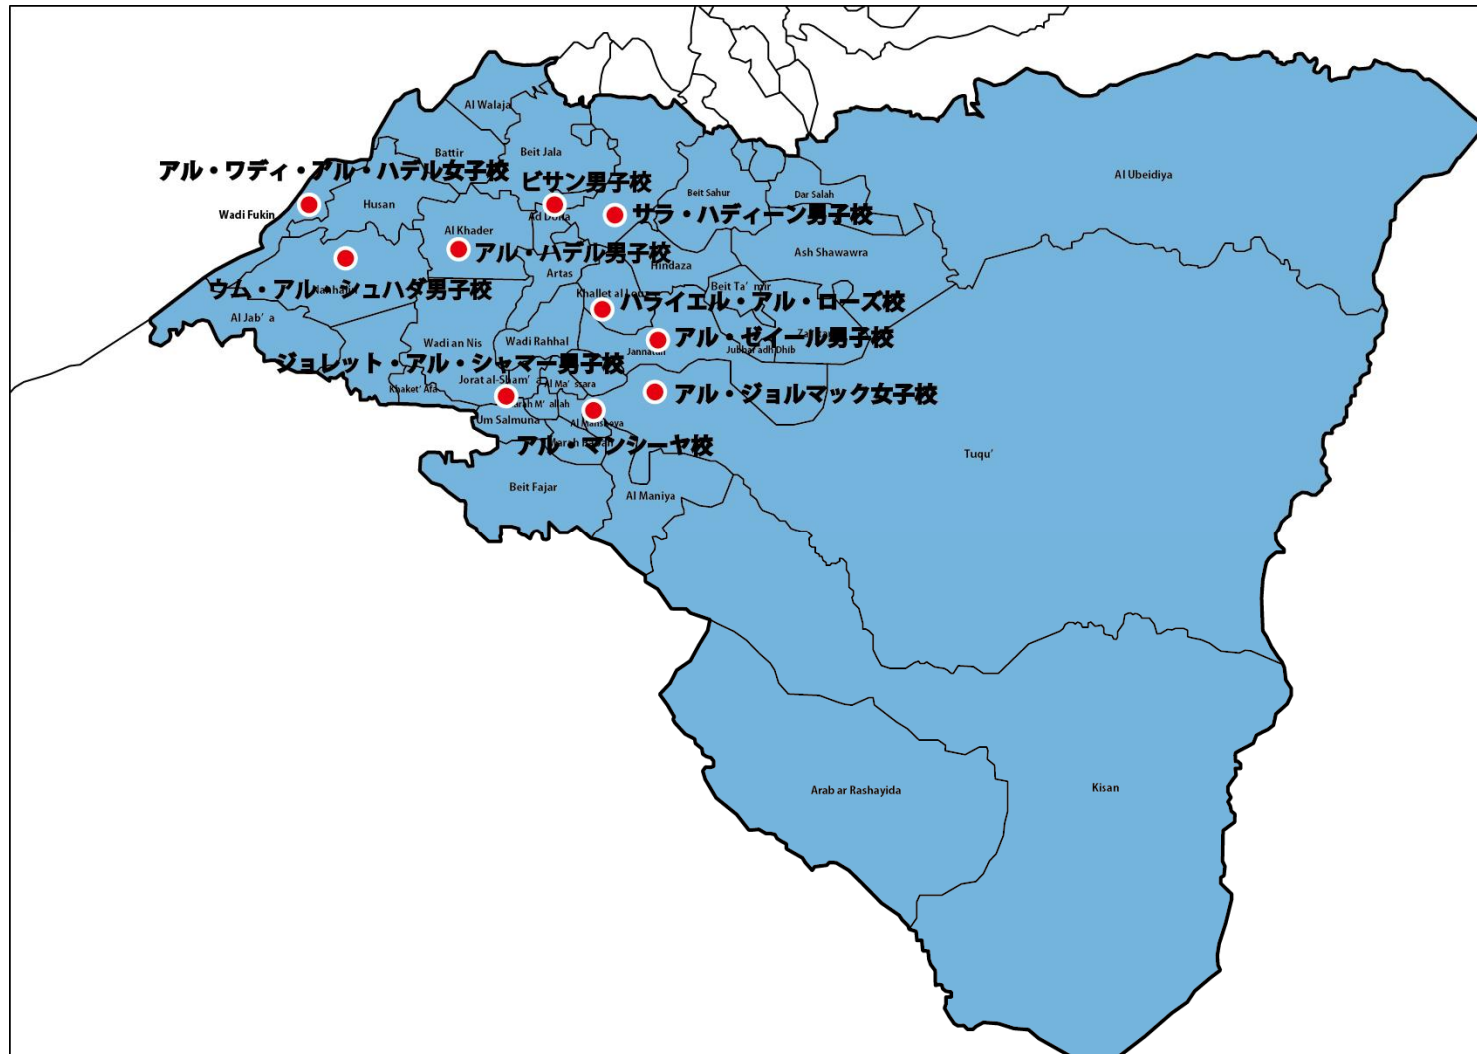 Al Walaja
Battir
Beit Jala
アル・ワディ・アル・ハデル女子校
ビサン男子校
Al Ubeidiya
Beit Sahur
Dar Salah
Husan
Wadi Fukin
サラ・ハディーン男子校
Al Khader
アル・ハデル男子校
Ash Shawawra
Hindaza
Artas
Beit Ta’mir
ウム・アル・シュハダ男子校
Khallet al
ハライエル・アル・ローズ校
Al Jab’a
アル・ゼイール男子校
Wadi an Nis
Wadi Rahhal
ジョレット・アル・シャマー男子校
Jorat al-Sham’a
アル・ジョルマック女子校
Um Salmuna
アル・マンシーヤ校
Tuqu’
Beit Fajar
Al Maniya
Arab ar Rashayida
Kisan